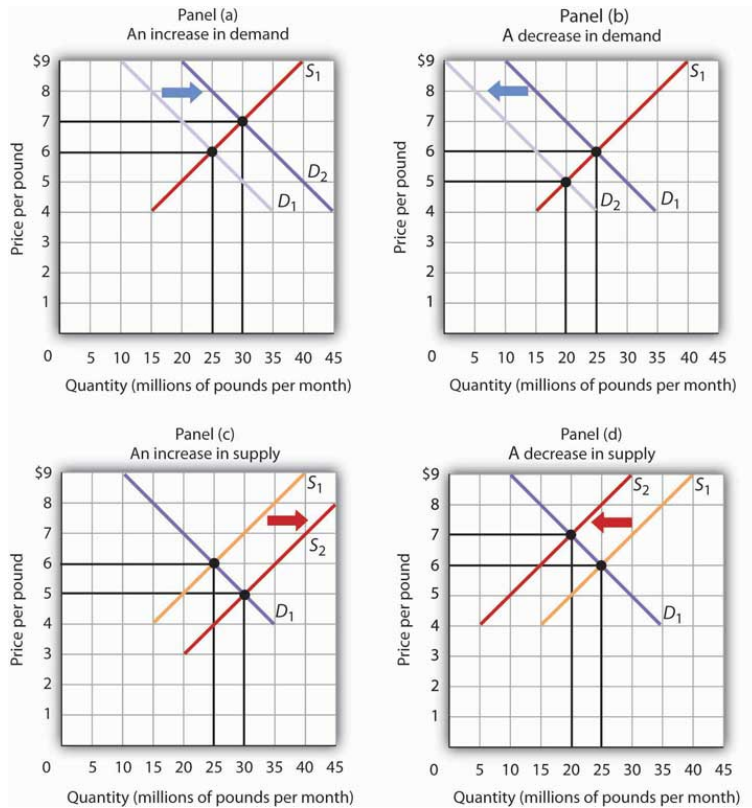 Panel (a)
An increase in demand
$9
8
7
6
5
4
3
2
1
0 5 10 15 20 25 30 35 40 45
Price per pound
Quantity (millions of pounds per month)
S1
D2
D1
Panel (b)
A decrease in demand
$9
8
7
6
5
4
3
2
1
0 5 10 15 20 25 30 35 40 45
Price per pound
Quantity (millions of pounds per month)
S1
D2
D1
Panel (c)
An increase in supply
$9
8
7
6
5
4
3
2
1
0 5 10 15 20 25 30 35 40 45
Price per pound
Quantity (millions of pounds per month)
S1
S2
D1
Panel (d)
A decrease in supply
$9
8
7
6
5
4
3
2
1
0 5 10 15 20 25 30 35 40 45
Price per pound
Quantity (millions of pounds per month)
S2
S1
D1